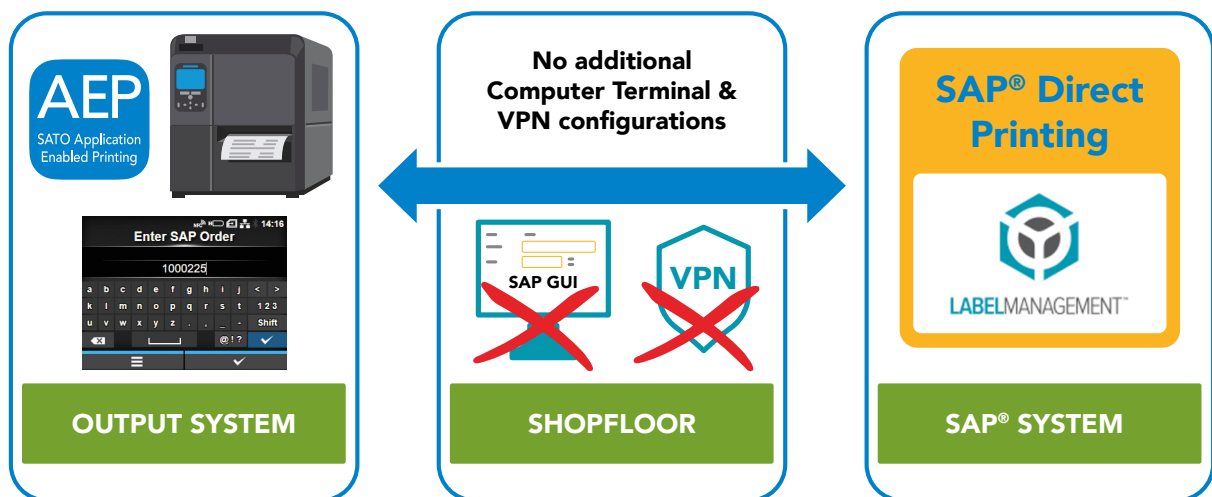 AEP
SATO Application
Enabled Printing
NFC 14:16
Enter SAP Order
1000225
a b c d e f g h i j < >
k l m n o p q r s t 1 2 3
u v w x y z . , _ - Shift
@ ! ?
OUTPUT SYSTEM
No additional
Computer Terminal &
VPN configurations
SAP GUI
VPN
SHOPFLOOR
SAP® Direct
Printing
LABELMANAGEMENT™
SAP® SYSTEM